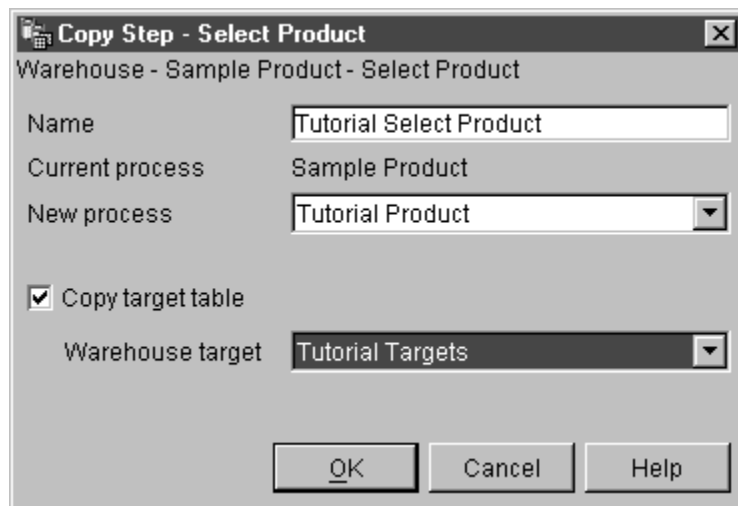 Copy Step - Select Product
Warehouse - Sample Product - Select Product
Name Tutorial Select Product
Current process Sample Product
New process Tutorial Product
Copy target table
Warehouse target Tutorial Targets
OK Cancel Help